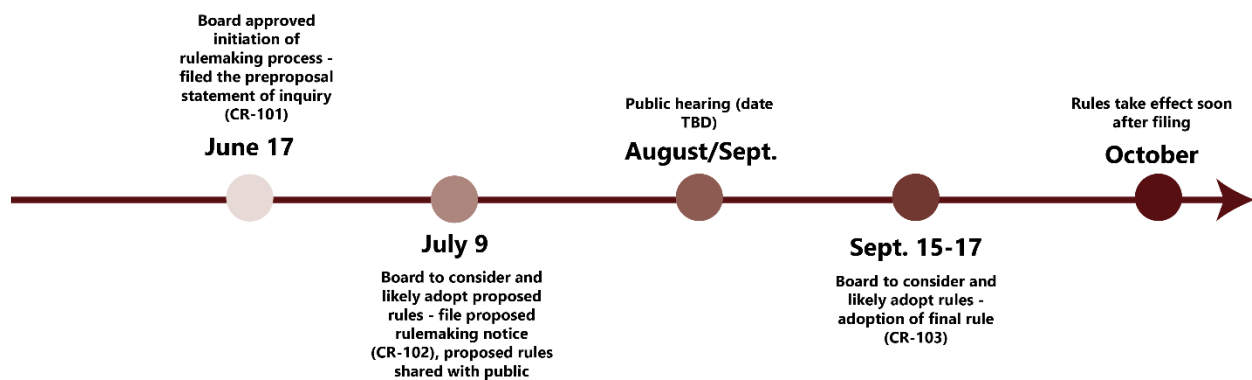 Board approved
initiation of
rulemaking process -
filed the preproposal
statement of inquiry
(CR-101)
June 17
July 9
Board to consider and
likely adopt proposed
rules - file proposed
rulemaking notice
(CR-102), proposed rules
shared with public
Public hearing (date
TBD)
August/Sept.
Sept. 15-17
Board to consider and
likely adopt rules -
adoption of final rule
(CR-103)
Rules take effect soon
after filing
October